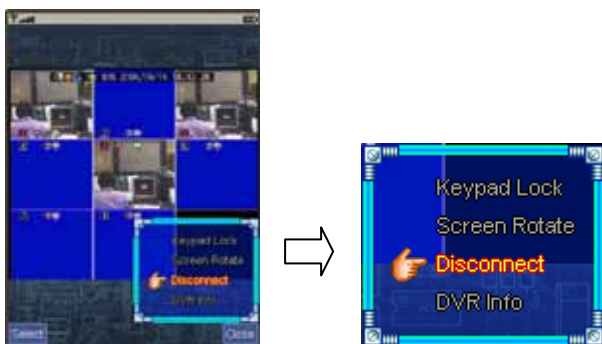 Keypad Lock
Screen Rotate
Disconnect
DVR Info
Select
Close
Keypad Lock
Screen Rotate
Disconnect
DVR Info